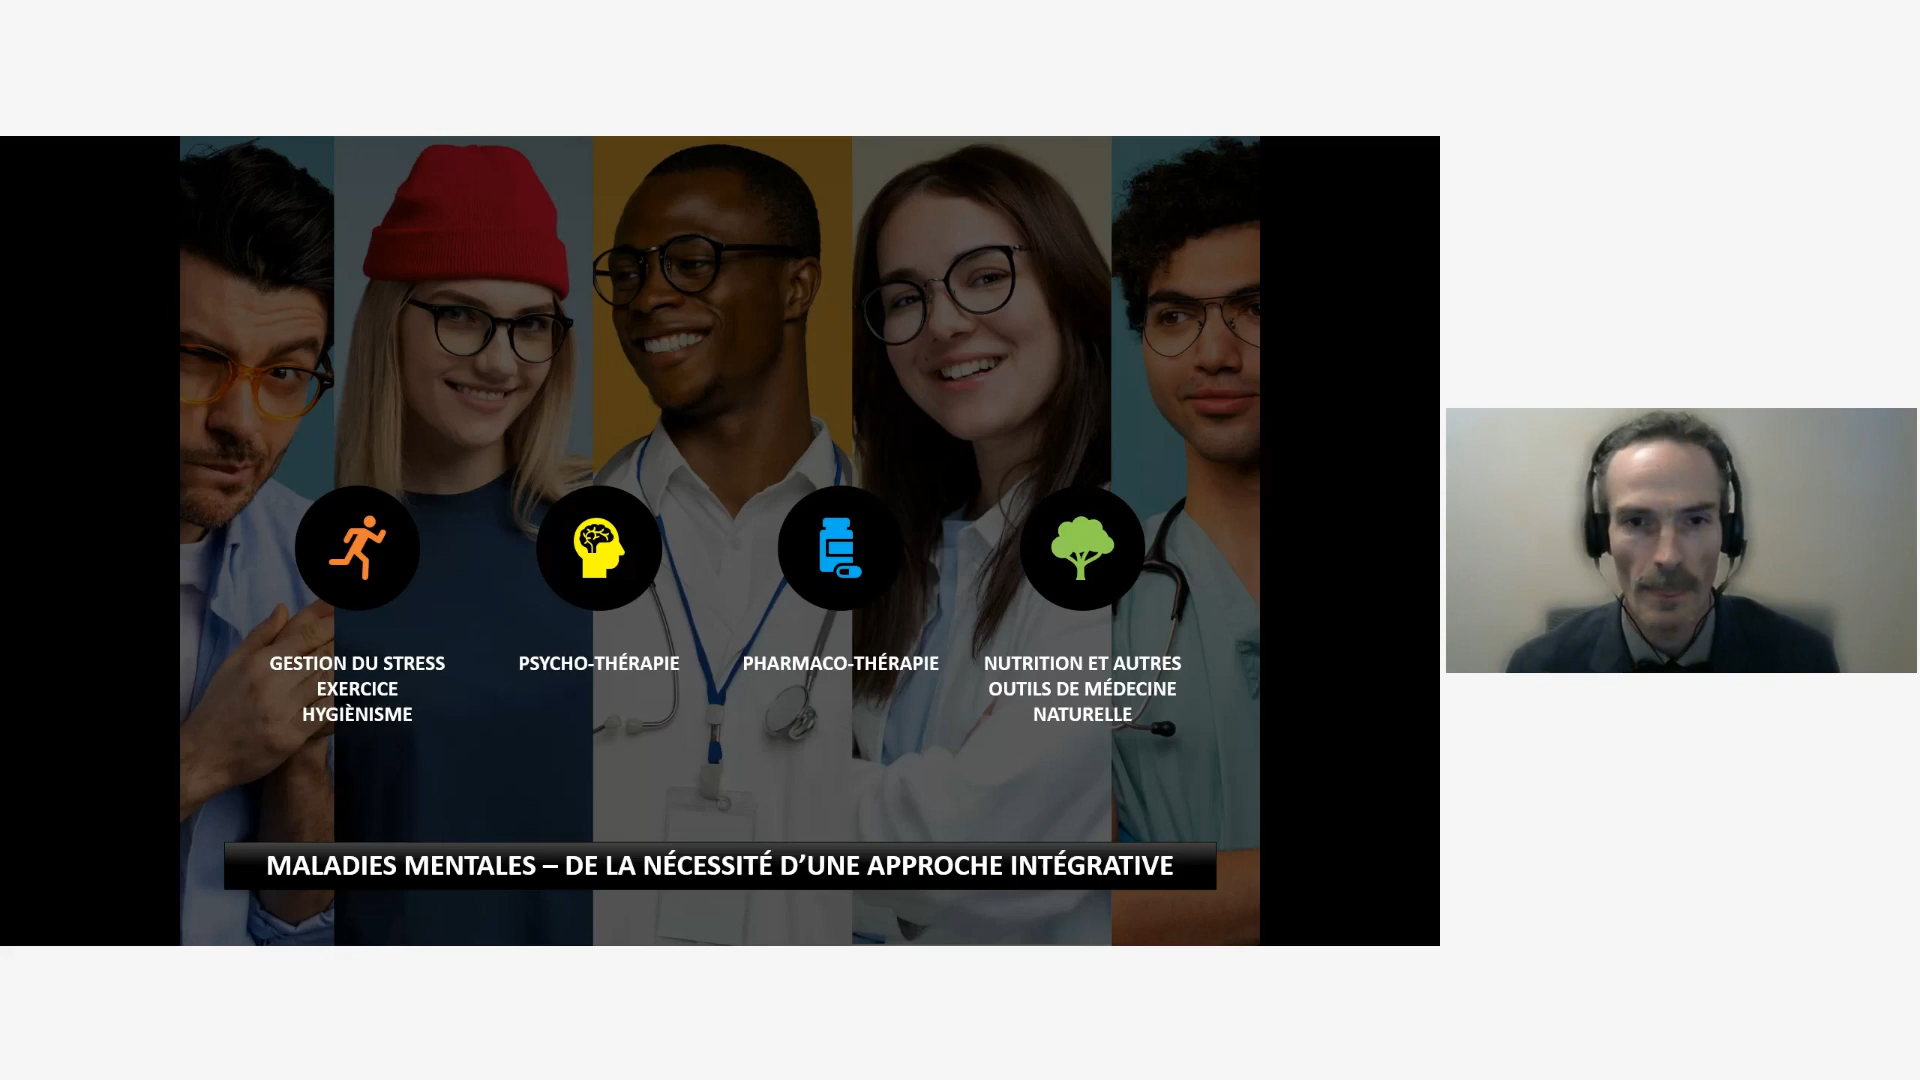 GESTION DU STRESS
EXERCICE
HYGIÈNISME
PSYCHO-THÉRAPIE
PHARMACO-THÉRAPIE
NUTRITION ET AUTRES
OUTILS DE MÉDECINE
NATURELLE
MALADIES MENTALES – DE LA NÉCESSITÉ D’UNE APPROCHE INTÉGRATIVE